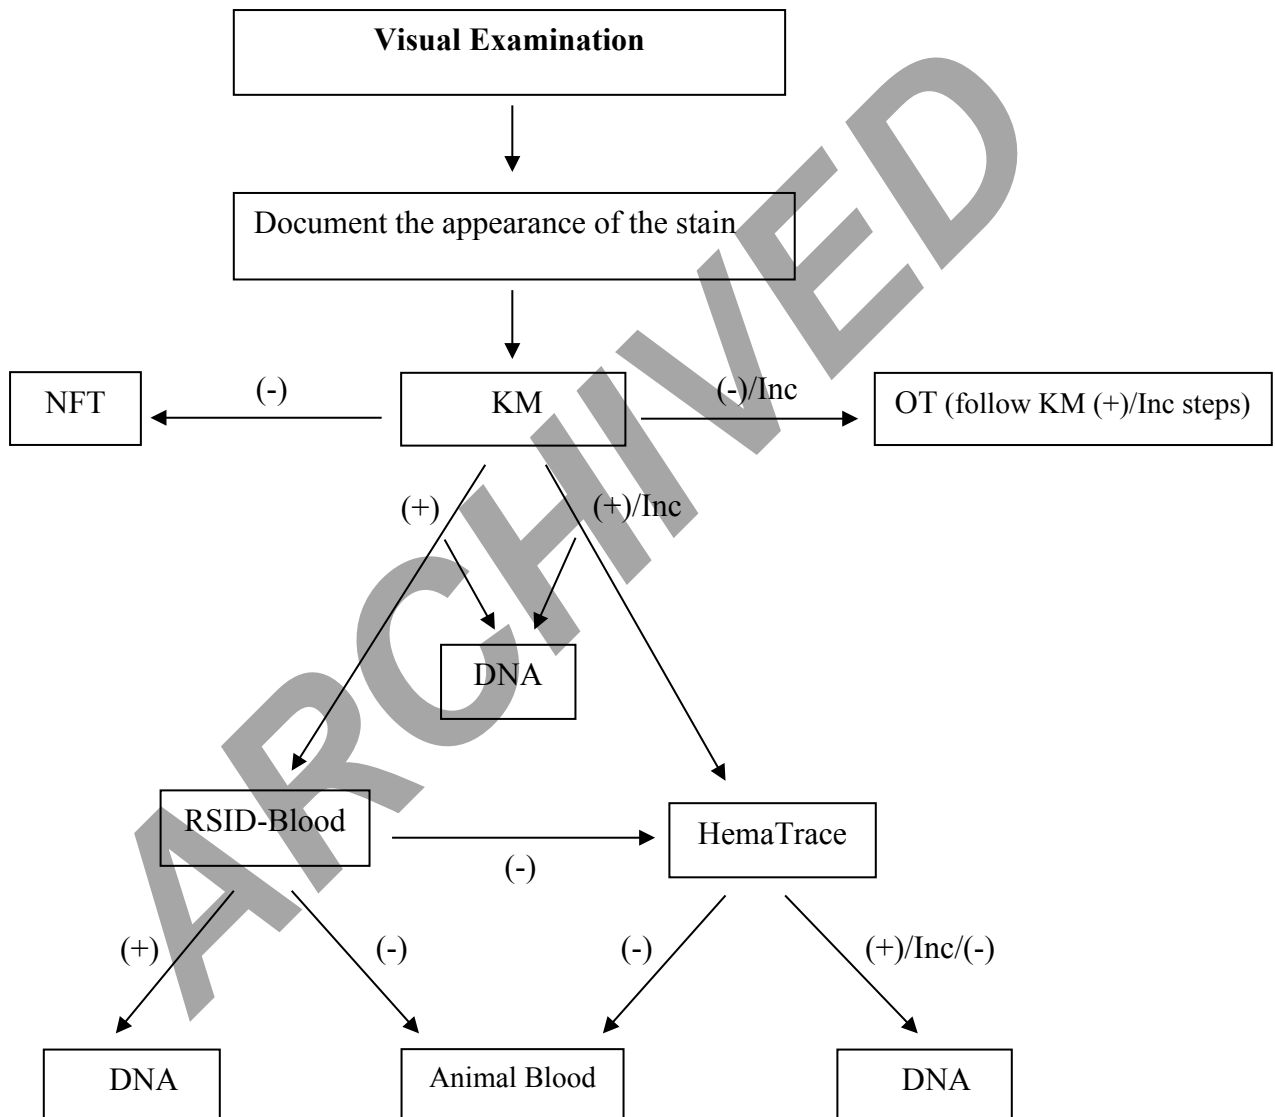 Visual Examination
Document the appearance of the stain
NFT
(-)
KM
(-)/Inc
OT (follow KM (+)/Inc steps)
(+)
(+)/Inc
DNA
RSID-Blood
(-)
HemaTrace
(+)
(-)
(-)
(+)/Inc/(-)
DNA
Animal Blood
DNA
ARCHIVED